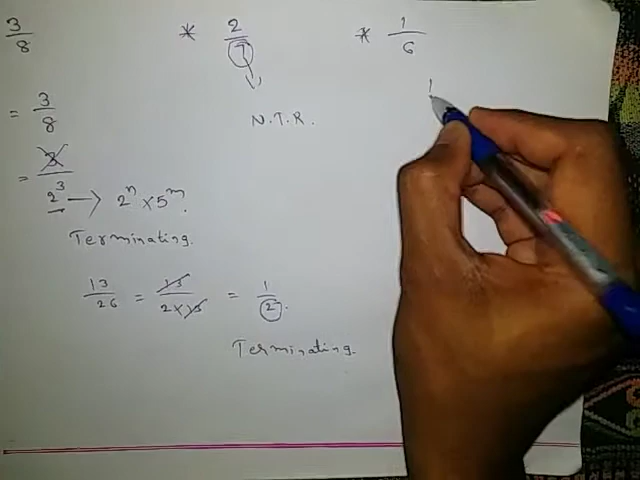 3/8
* 2/7
* 1/6
= 3/8
N.T.R.
1
= 3/2³ → 2ⁿ × 5ᵐ.
Terminating.
13/26 = 13/2×13 = 1/2.
Terminating.